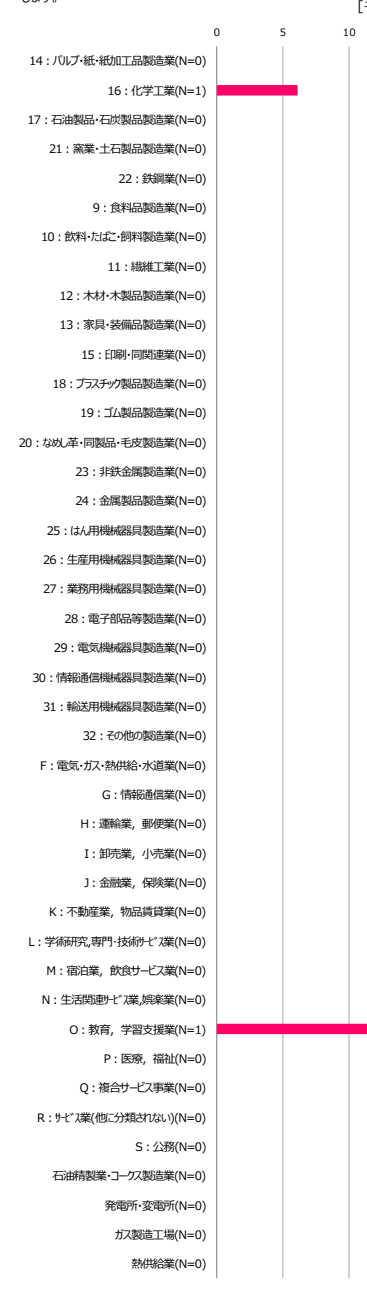 します。
0 5 10
14：パルプ・紙・紙加工品製造業(N=0)
16：化学工業(N=1)
17：石油製品・石炭製品製造業(N=0)
21：窯業・土石製品製造業(N=0)
22：鉄鋼業(N=0)
9：食料品製造業(N=0)
10：飲料・たばこ・飼料製造業(N=0)
11：繊維工業(N=0)
12：木材・木製品製造業(N=0)
13：家具・装備品製造業(N=0)
15：印刷・同関連業(N=0)
18：プラスチック製品製造業(N=0)
19：ゴム製品製造業(N=0)
20：なめし革・同製品・毛皮製造業(N=0)
23：非鉄金属製造業(N=0)
24：金属製品製造業(N=0)
25：はん用機械器具製造業(N=0)
26：生産用機械器具製造業(N=0)
27：業務用機械器具製造業(N=0)
28：電子部品等製造業(N=0)
29：電気機械器具製造業(N=0)
30：情報通信機械器具製造業(N=0)
31：輸送用機械器具製造業(N=0)
32：その他の製造業(N=0)
F：電気・ガス・熱供給・水道業(N=0)
G：情報通信業(N=0)
H：運輸業，郵便業(N=0)
I：卸売業，小売業(N=0)
J：金融業，保険業(N=0)
K：不動産業，物品賃貸業(N=0)
L：学術研究,専門・技術ｻｰﾋﾞｽ業(N=0)
M：宿泊業，飲食サービス業(N=0)
N：生活関連ｻｰﾋﾞｽ業,娯楽業(N=0)
O：教育，学習支援業(N=1)
P：医療，福祉(N=0)
Q：複合サービス事業(N=0)
R：ｻｰﾋﾞｽ業(他に分類されない)(N=0)
S：公務(N=0)
石油精製業・コークス製造業(N=0)
発電所・変電所(N=0)
ガス製造工場(N=0)
熱供給業(N=0)